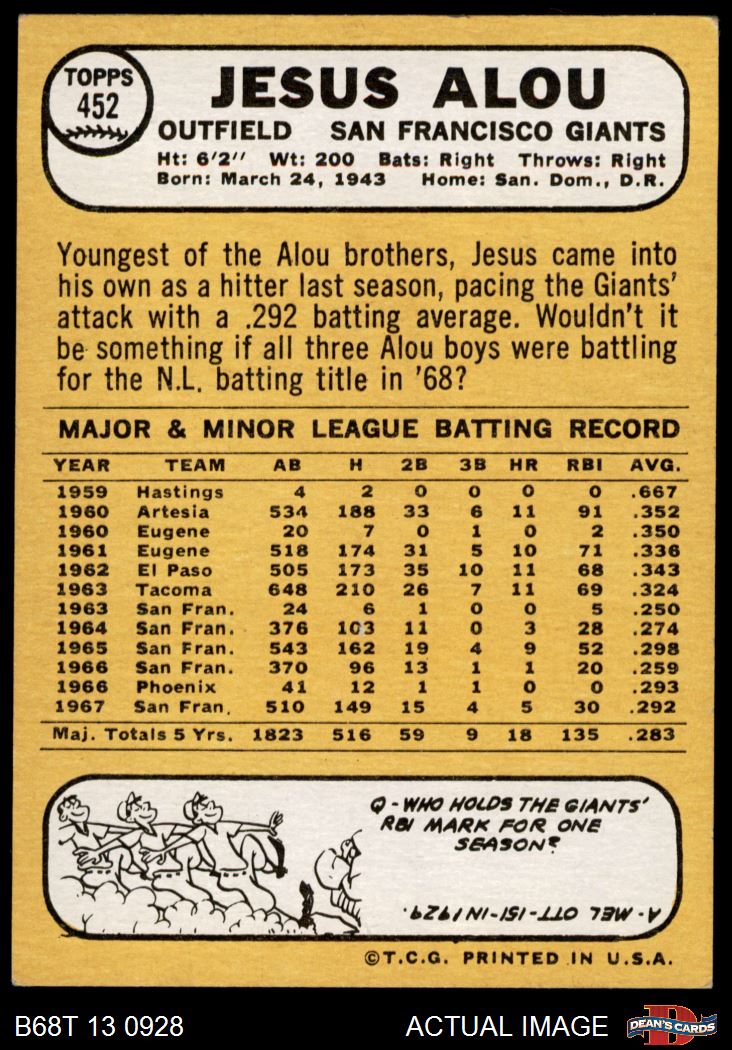 TOPPS
452
JESUS ALOU
OUTFIELD SAN FRANCISCO GIANTS
Ht: 6'2" Wt: 200 Bats: Right Throws: Right
Born: March 24, 1943 Home: San. Dom., D.R.
Youngest of the Alou brothers, Jesus came into
his own as a hitter last season, pacing the Giants'
attack with a .292 batting average. Wouldn't it
be something if all three Alou boys were battling
for the N.L. batting title in '68?
MAJOR & MINOR LEAGUE BATTING RECORD
YEAR TEAM AB H 2B 3B HR RBI AVG.
1959 Hastings 4 2 0 0 0 0 .667
1960 Artesia 534 188 33 6 11 91 .352
1960 Eugene 20 7 0 1 0 2 .350
1961 Eugene 518 174 31 5 10 71 .336
1962 El Paso 505 173 35 10 11 68 .343
1963 Tacoma 648 210 26 7 11 69 .324
1963 San Fran. 24 6 1 0 0 5 .250
1964 San Fran. 376 103 11 0 3 28 .274
1965 San Fran. 543 162 19 4 9 52 .298
1966 San Fran. 370 96 13 1 1 20 .259
1966 Phoenix 41 12 1 1 0 0 .293
1967 San Fran. 510 149 15 4 5 30 .292
Maj. Totals 5 Yrs. 1823 516 59 9 18 135 .283
Q-WHO HOLDS THE GIANTS'
RBI MARK FOR ONE
SEASON?
A-MEL OTT-151-IN 1929.
©T.C.G. PRINTED IN U.S.A.
B68T 13 0928 ACTUAL IMAGE
D
DEAN'S CARDS